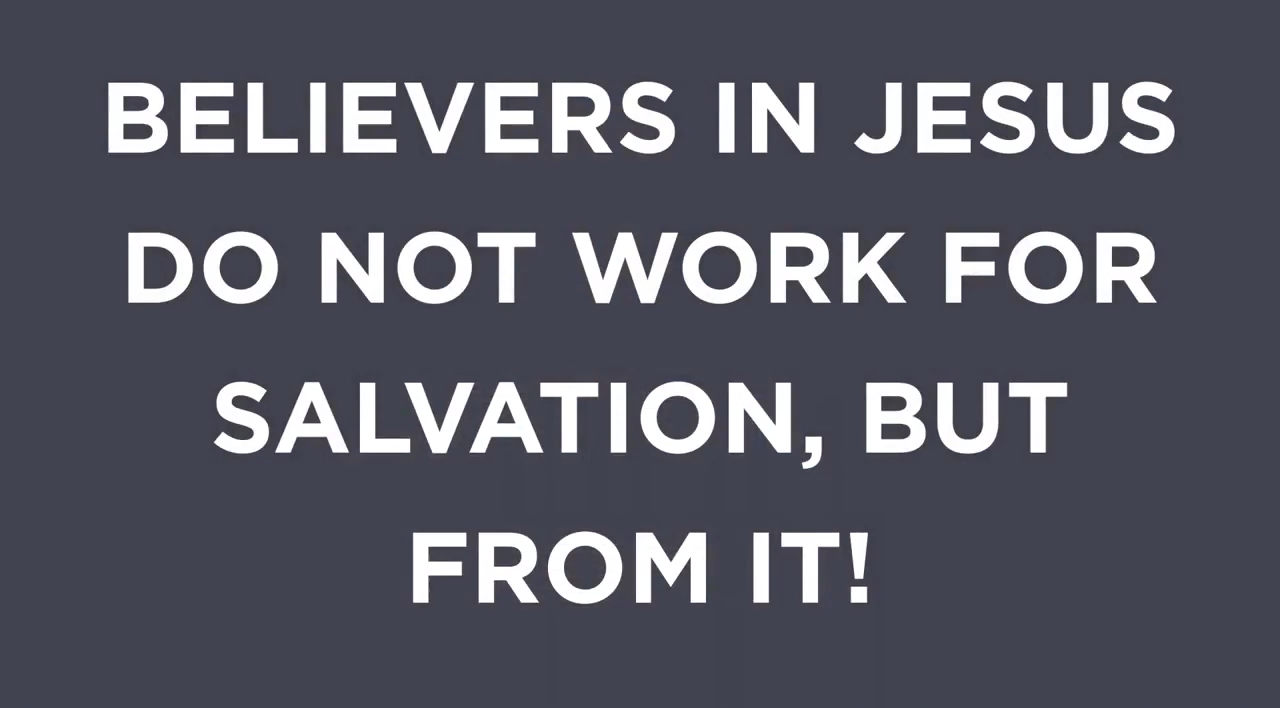 BELIEVERS IN JESUS
DO NOT WORK FOR
SALVATION, BUT
FROM IT!